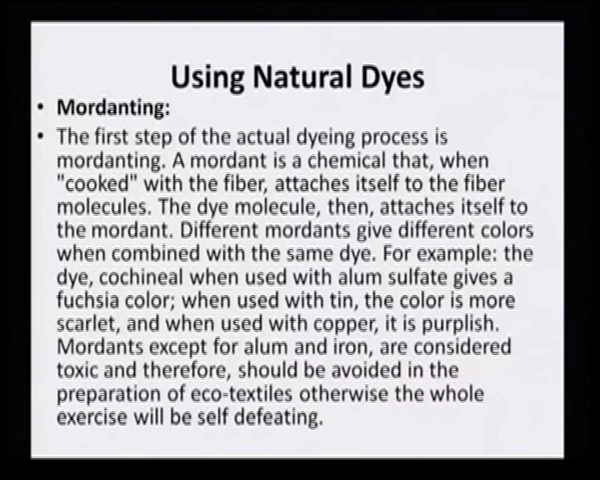 Using Natural Dyes
• Mordanting:
• The first step of the actual dyeing process is
mordanting. A mordant is a chemical that, when
"cooked" with the fiber, attaches itself to the fiber
molecules. The dye molecule, then, attaches itself to
the mordant. Different mordants give different colors
when combined with the same dye. For example: the
dye, cochineal when used with alum sulfate gives a
fuchsia color; when used with tin, the color is more
scarlet, and when used with copper, it is purplish.
Mordants except for alum and iron, are considered
toxic and therefore, should be avoided in the
preparation of eco-textiles otherwise the whole
exercise will be self defeating.